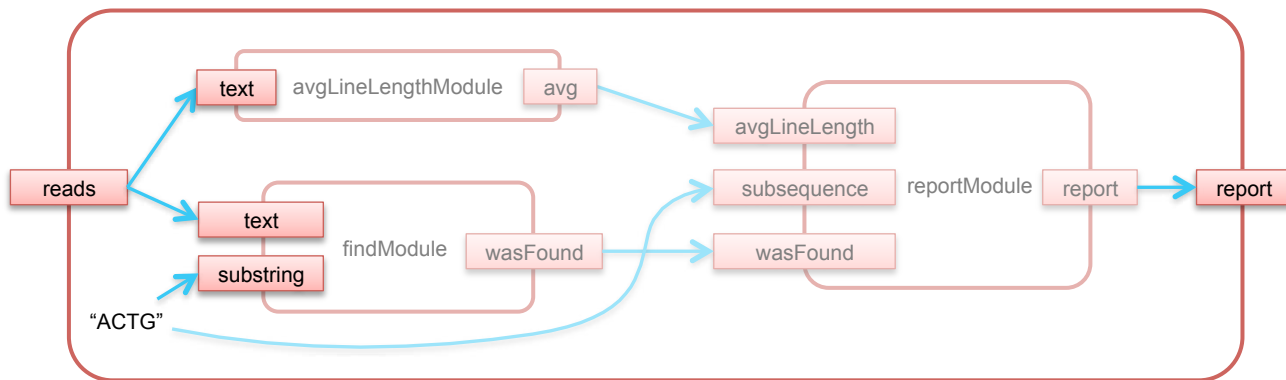 text
avgLineLengthModule
avg
avgLineLength
reads
subsequence
reportModule
report
report
text
findModule
wasFound
wasFound
substring
“ACTG”